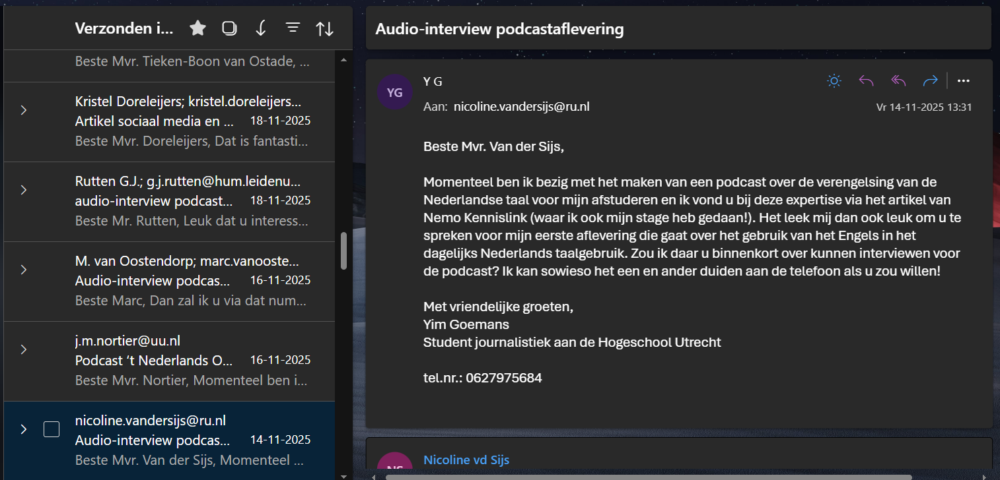 Verzonden i...
Beste Mvr. Tieken-Boon van Ostade, ...
Kristel Doreleijers; kristel.doreleijers...
Artikel sociaal media en ... 18-11-2025
Beste Mvr. Doreleijers, Dat is fantasti...
Rutten G.J.; g.j.rutten@hum.leidenu...
audio-interview podcast... 18-11-2025
Beste Mr. Rutten, Leuk dat u interess...
M. van Oostendorp; marc.vanooste...
Audio-interview podcas... 16-11-2025
Beste Marc, Dan zal ik u via dat num...
j.m.nortier@uu.nl
Podcast ‘t Nederlands O... 16-11-2025
Beste Mvr. Nortier, Momenteel ben i...
nicoline.vandersijs@ru.nl
Audio-interview podcas... 14-11-2025
Beste Mvr. Van der Sijs, Momenteel ...
Audio-interview podcastaflevering
YG
Y G
Aan: nicoline.vandersijs@ru.nl
Vr 14-11-2025 13:31
Beste Mvr. Van der Sijs,
Momenteel ben ik bezig met het maken van een podcast over de verengelsing van de
Nederlandse taal voor mijn afstuderen en ik vond u bij deze expertise via het artikel van
Nemo Kennislink (waar ik ook mijn stage heb gedaan!). Het leek mij dan ook leuk om u te
spreken voor mijn eerste aflevering die gaat over het gebruik van het Engels in het
dagelijks Nederlands taalgebruik. Zou ik daar u binnenkort over kunnen interviewen voor
de podcast? Ik kan sowieso het een en ander duiden aan de telefoon als u zou willen!
Met vriendelijke groeten,
Yim Goemans
Student journalistiek aan de Hogeschool Utrecht
tel.nr.: 0627975684
NS
Nicoline vd Sijs